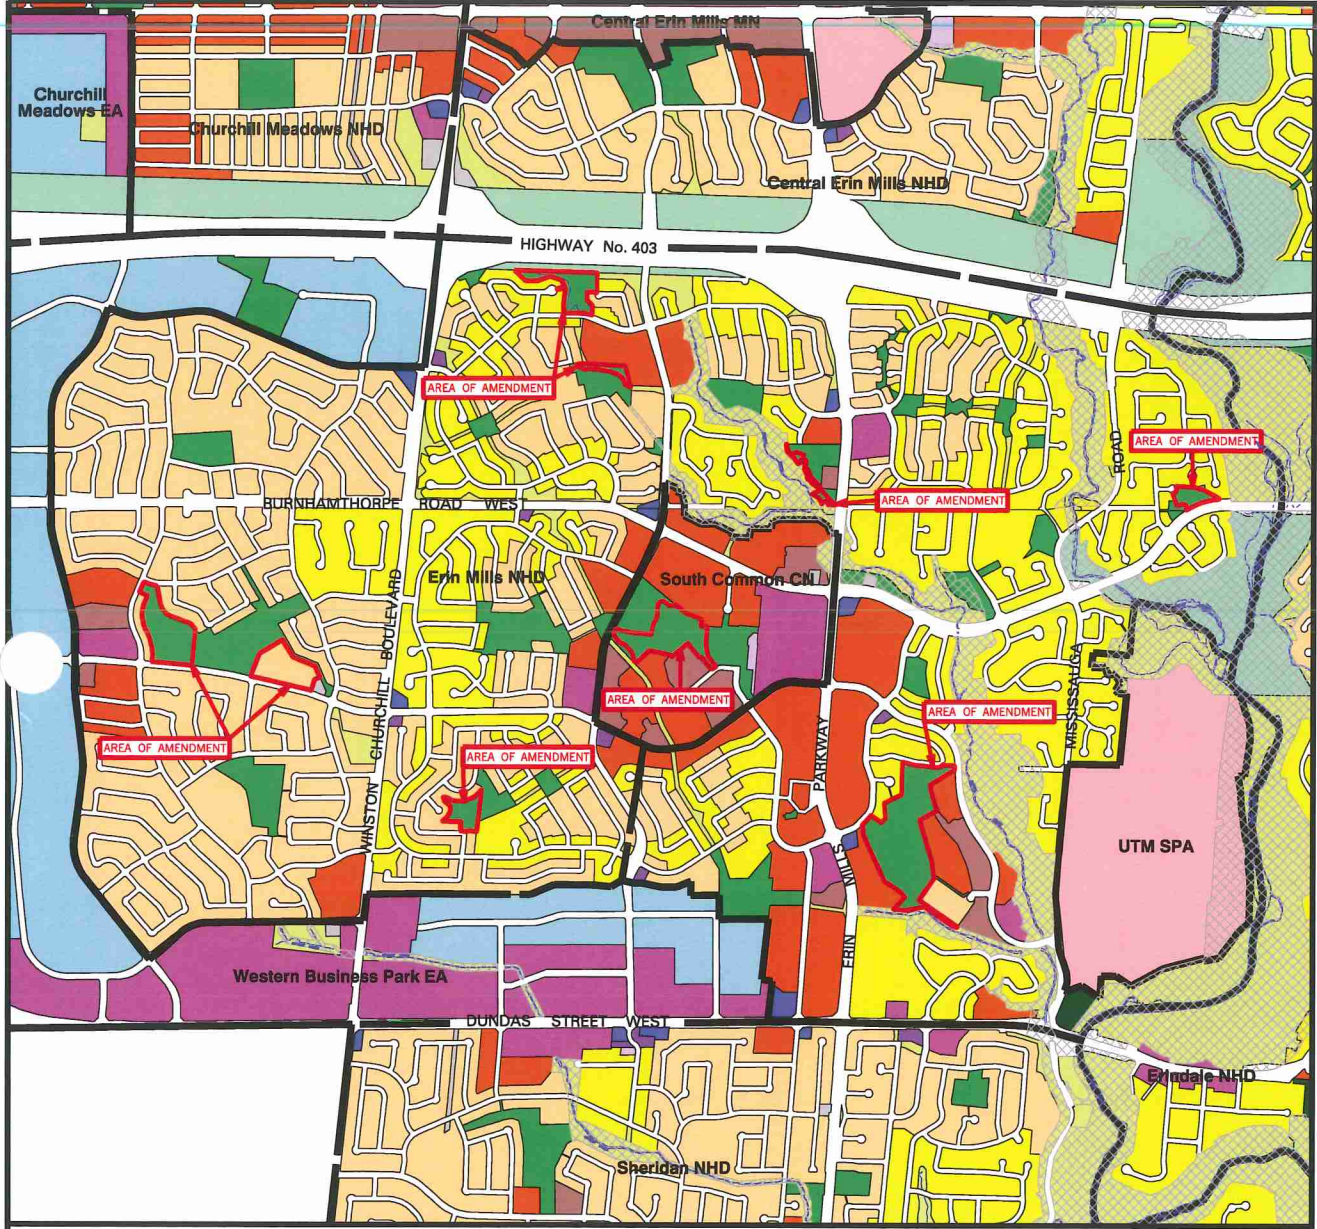 Central Erin Mills MN
Churchill
Meadows EA
Churchill Meadows NHD
Central Erin Mills NHD
HIGHWAY No. 403
AREA OF AMENDMENT
AREA OF AMENDMENT
ROAD
BURNHAMTHORPE ROAD WEST
AREA OF AMENDMENT
Erin Mills NHD
South Common CN
WINSTON CHURCHILL BOULEVARD
MISSISSAUGA
AREA OF AMENDMENT
AREA OF AMENDMENT
AREA OF AMENDMENT
AREA OF AMENDMENT
ERIN MILLS PARKWAY
UTM SPA
Western Business Park EA
DUNDAS STREET WEST
Erindale NHD
Sheridan NHD